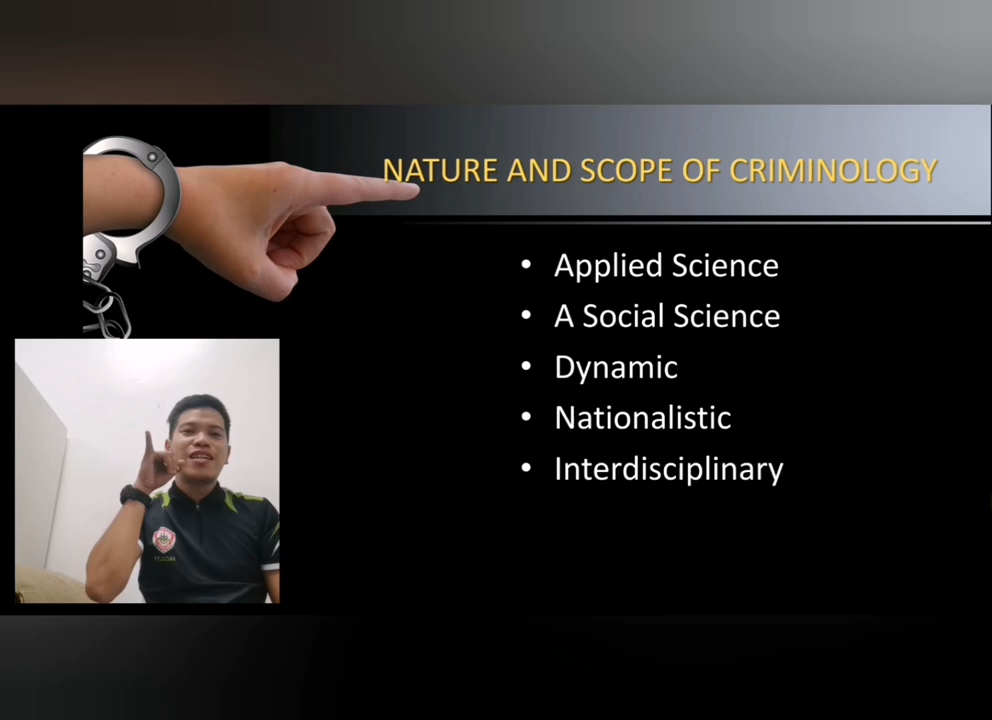 NATURE AND SCOPE OF CRIMINOLOGY
• Applied Science
• A Social Science
• Dynamic
• Nationalistic
• Interdisciplinary